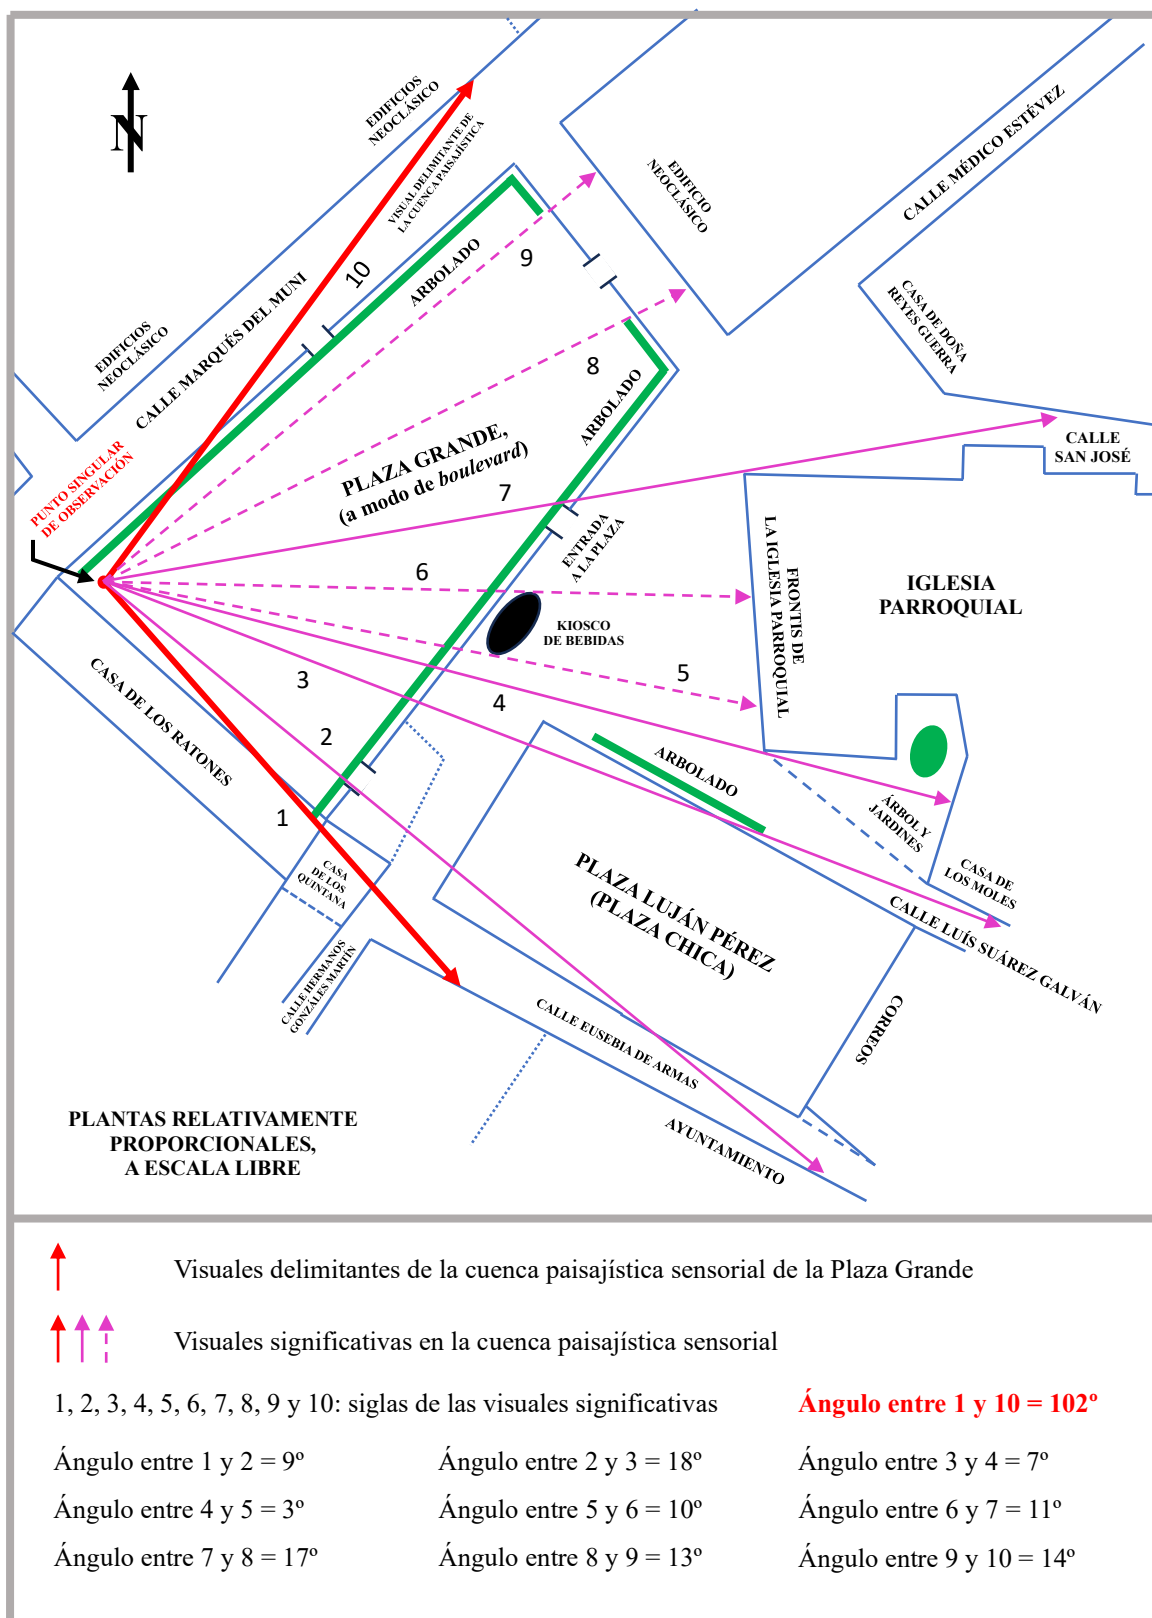 N
EDIFICIOS
NEOCLÁSICO
VISUAL DELIMITANTE DE
LA CUENCA PAISAJÍSTICA
EDIFICIO
NEOCLÁSICO
CALLE MÉDICO ESTÉVEZ
9
ARBOLADO
10
CASA DE DOÑA
REYES GUERRA
EDIFICIOS
NEOCLÁSICO
CALLE MARQUÉS DEL MUNI
8
ARBOLADO
PUNTO SINGULAR
DE OBSERVACIÓN
PLAZA GRANDE,
(a modo de boulevard)
CALLE
SAN JOSÉ
7
ENTRADA
A LA PLAZA
LA IGLESIA PARROQUIAL
FRONTIS DE
6
IGLESIA
PARROQUIAL
KIOSCO
DE BEBIDAS
3
5
4
CASA DE LOS RATONES
2
ARBOLADO
1
ÁRBOL Y
JARDINES
CASA
DE LOS
QUINTANA
PLAZA LUJÁN PÉREZ
(PLAZA CHICA)
CASA DE
LOS MOLES
CALLE LUÍS SUÁREZ GALVÁN
CALLE HERMANOS
GONZÁLES MARTÍN
CALLE EUSEBIA DE ARMAS
CORREOS
AYUNTAMIENTO
PLANTAS RELATIVAMENTE
PROPORCIONALES,
A ESCALA LIBRE
Visuales delimitantes de la cuenca paisajística sensorial de la Plaza Grande
Visuales significativas en la cuenca paisajística sensorial
1, 2, 3, 4, 5, 6, 7, 8, 9 y 10: siglas de las visuales significativas
Ángulo entre 1 y 10 = 102º
Ángulo entre 1 y 2 = 9º
Ángulo entre 2 y 3 = 18º
Ángulo entre 3 y 4 = 7º
Ángulo entre 4 y 5 = 3º
Ángulo entre 5 y 6 = 10º
Ángulo entre 6 y 7 = 11º
Ángulo entre 7 y 8 = 17º
Ángulo entre 8 y 9 = 13º
Ángulo entre 9 y 10 = 14º